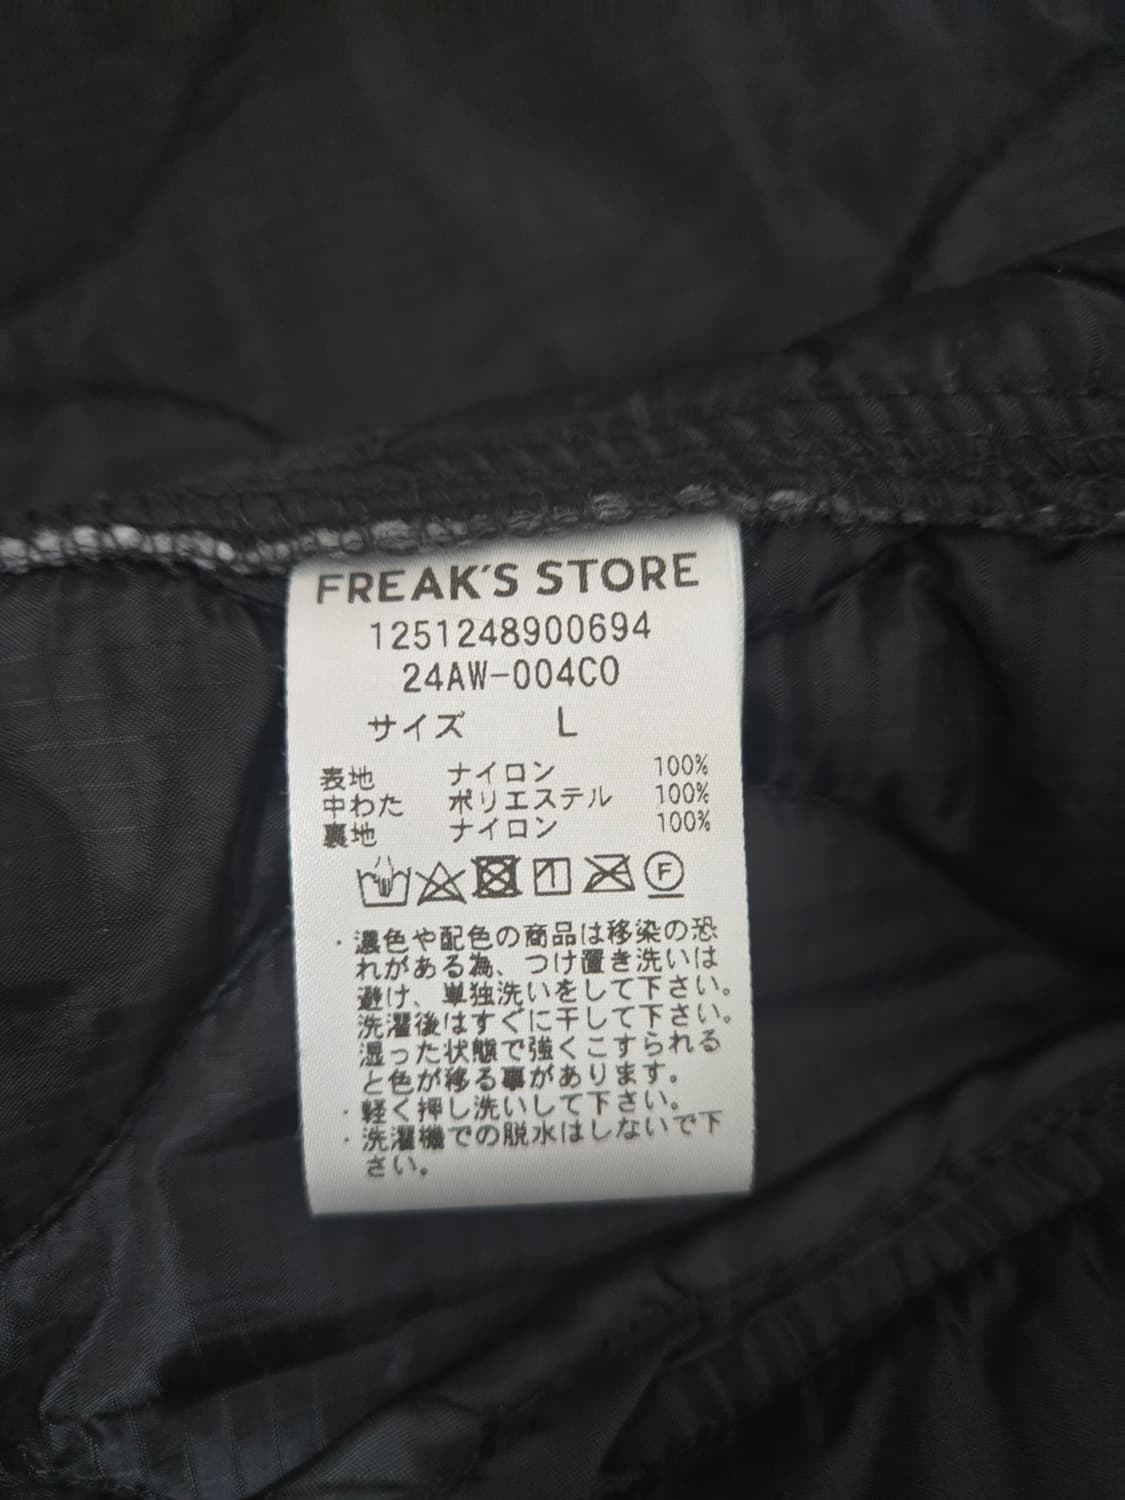 FREAK'S STORE
1251248900694
24AW-004CO
サイズ L
表地 ナイロン 100%
中わた ポリエステル 100%
裏地 ナイロン 100%
F
・濃色や配色の商品は移染の恐
れがある為、つけ置き洗いは
避け、単独洗いをして下さい。
洗濯後はすぐに干して下さい。
湿った状態で強くこすられる
と色が移る事があります。
・軽く押し洗いして下さい。
・洗濯機での脱水はしないで下
さい。